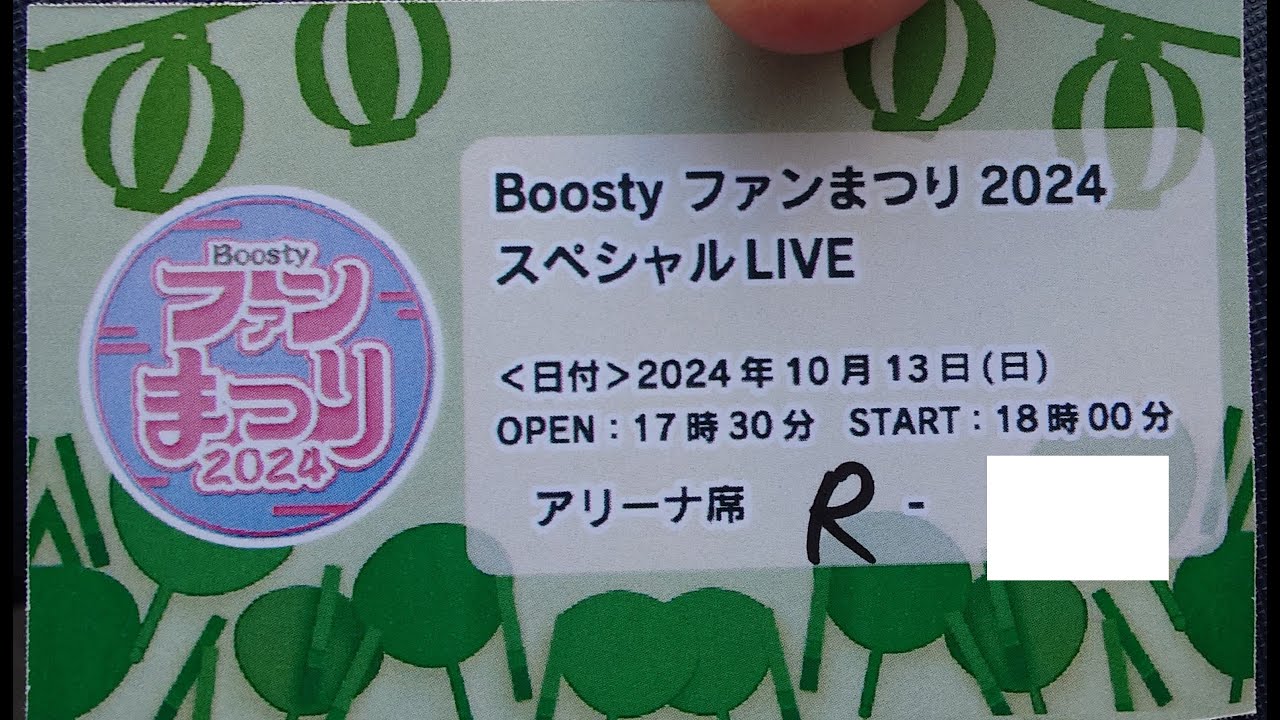 Boosty
ファン
まつり
2024
Boosty ファンまつり 2024
スペシャルLIVE
<日付>2024年10月13日(日)
OPEN：17時30分　START：18時00分
アリーナ席　R -